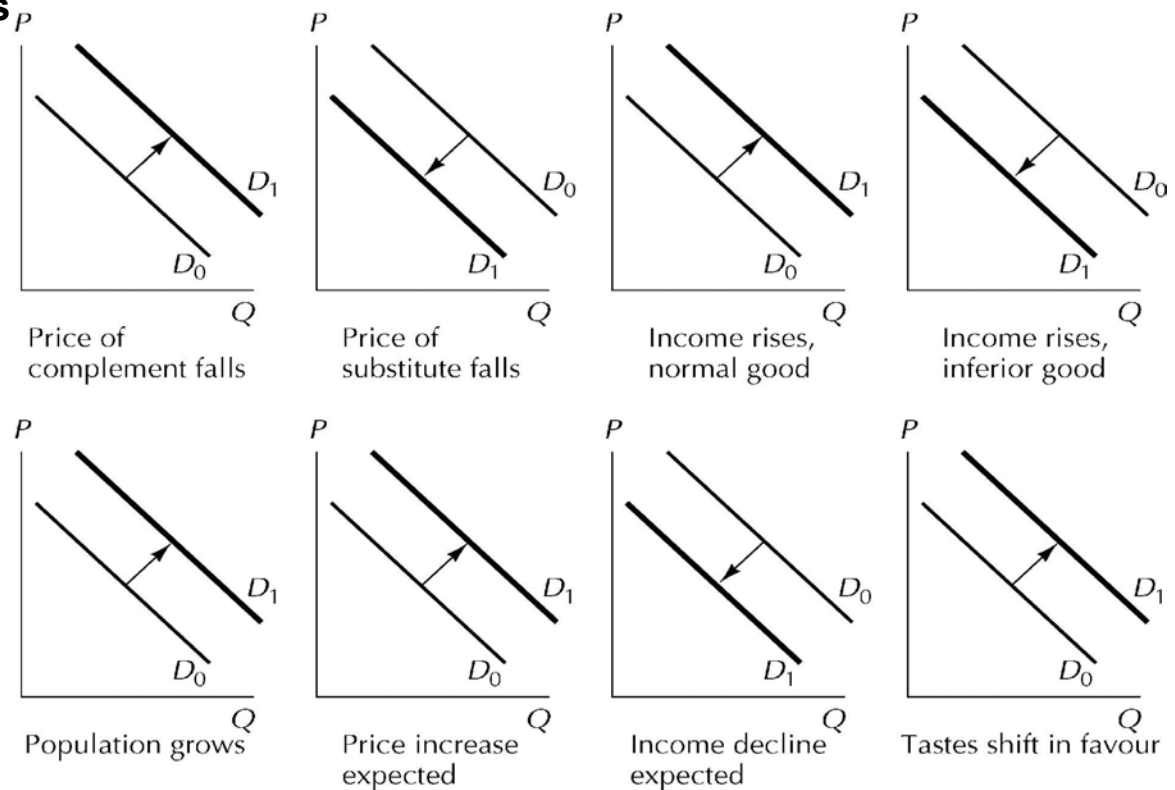 s
P P P P
D1 D0 D1 D0
D0 D1 D0 D1
Q Q Q Q
Price of
complement falls
Price of
substitute falls
Income rises,
normal good
Income rises,
inferior good
P P P P
D1 D1 D0 D1
D0 D0 D1 D0
Q Q Q Q
Population grows
Price increase
expected
Income decline
expected
Tastes shift in favour